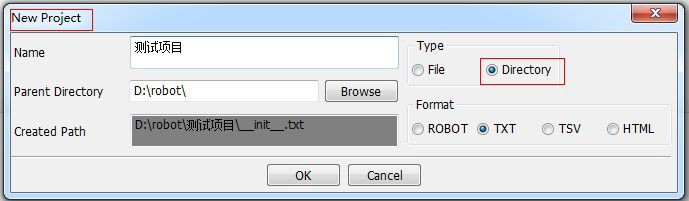 New Project
Name
测试项目
Type
File
Directory
Parent Directory
D:\robot\
Browse
Format
Created Path
D:\robot\测试项目\__init__.txt
ROBOT
TXT
TSV
HTML
OK
Cancel